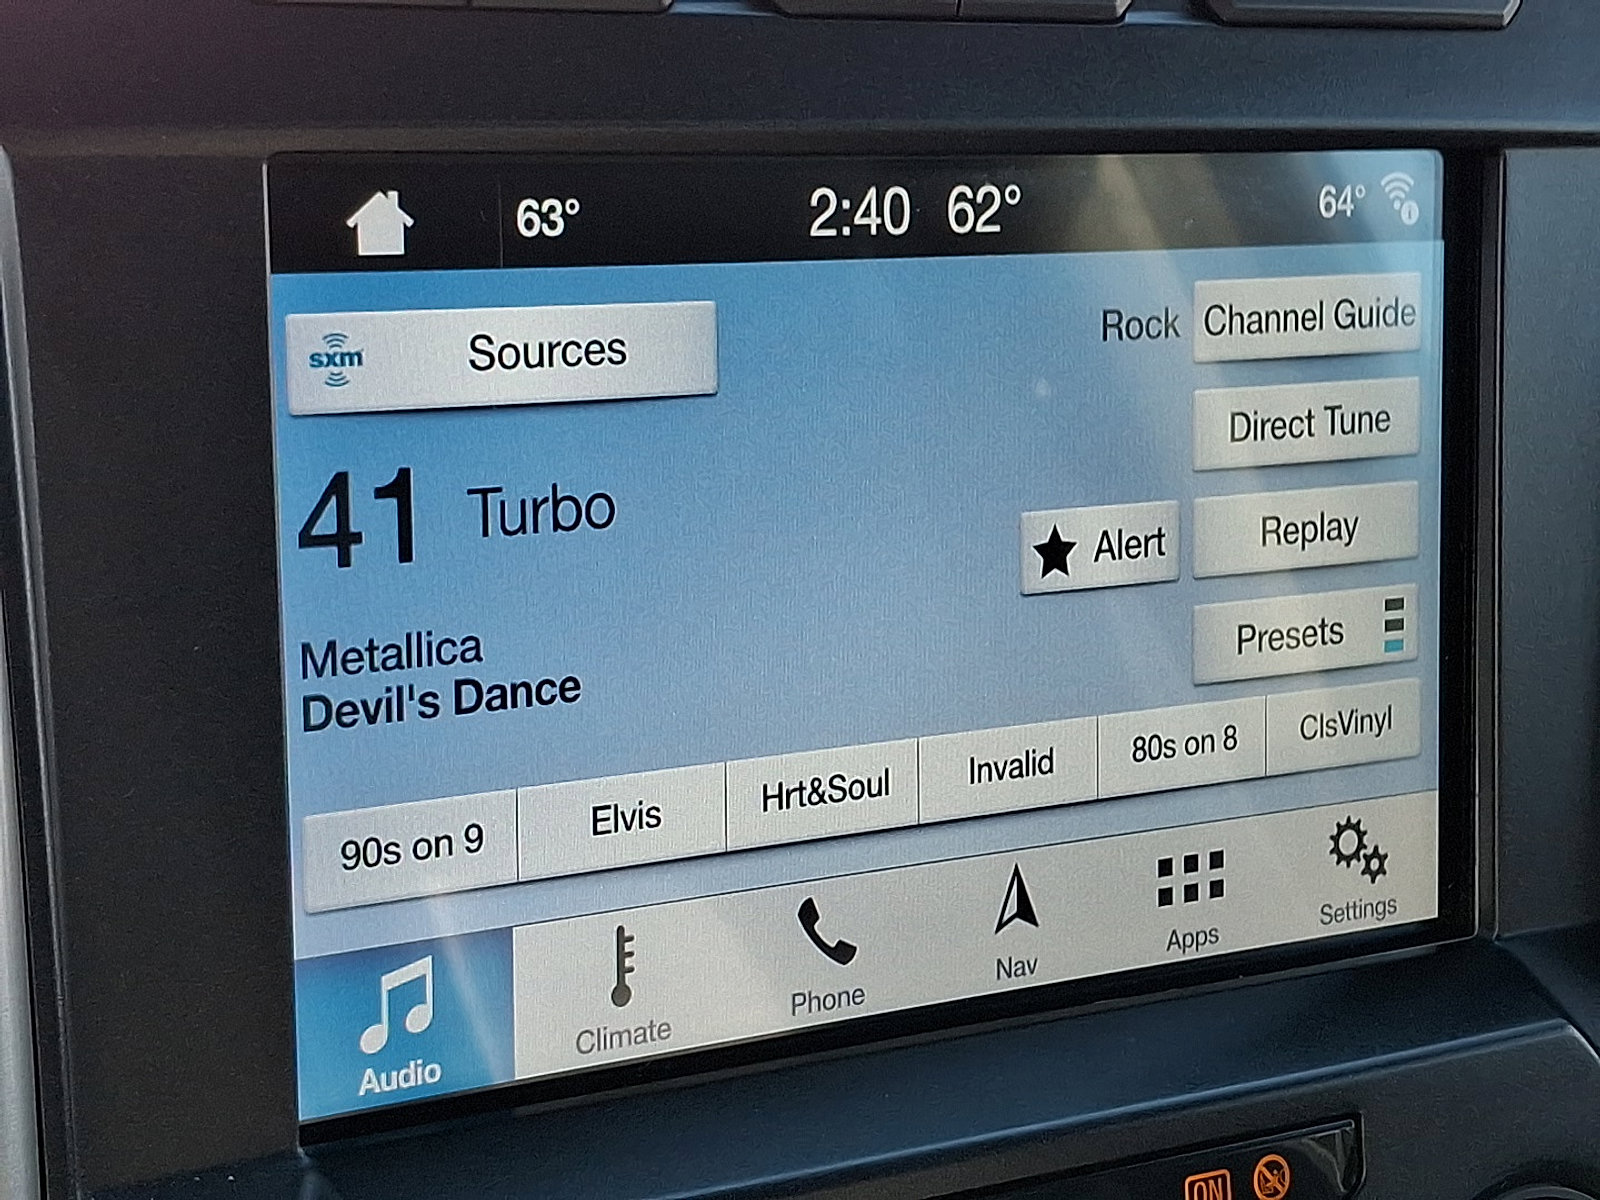 63° 2:40 62° 64°
sxm Sources
Rock Channel Guide
Direct Tune
41 Turbo
Alert Replay
Presets
Metallica
Devil's Dance
90s on 9 Elvis Hrt&Soul Invalid 80s on 8 ClsVinyl
Audio Climate Phone Nav Apps Settings
ON